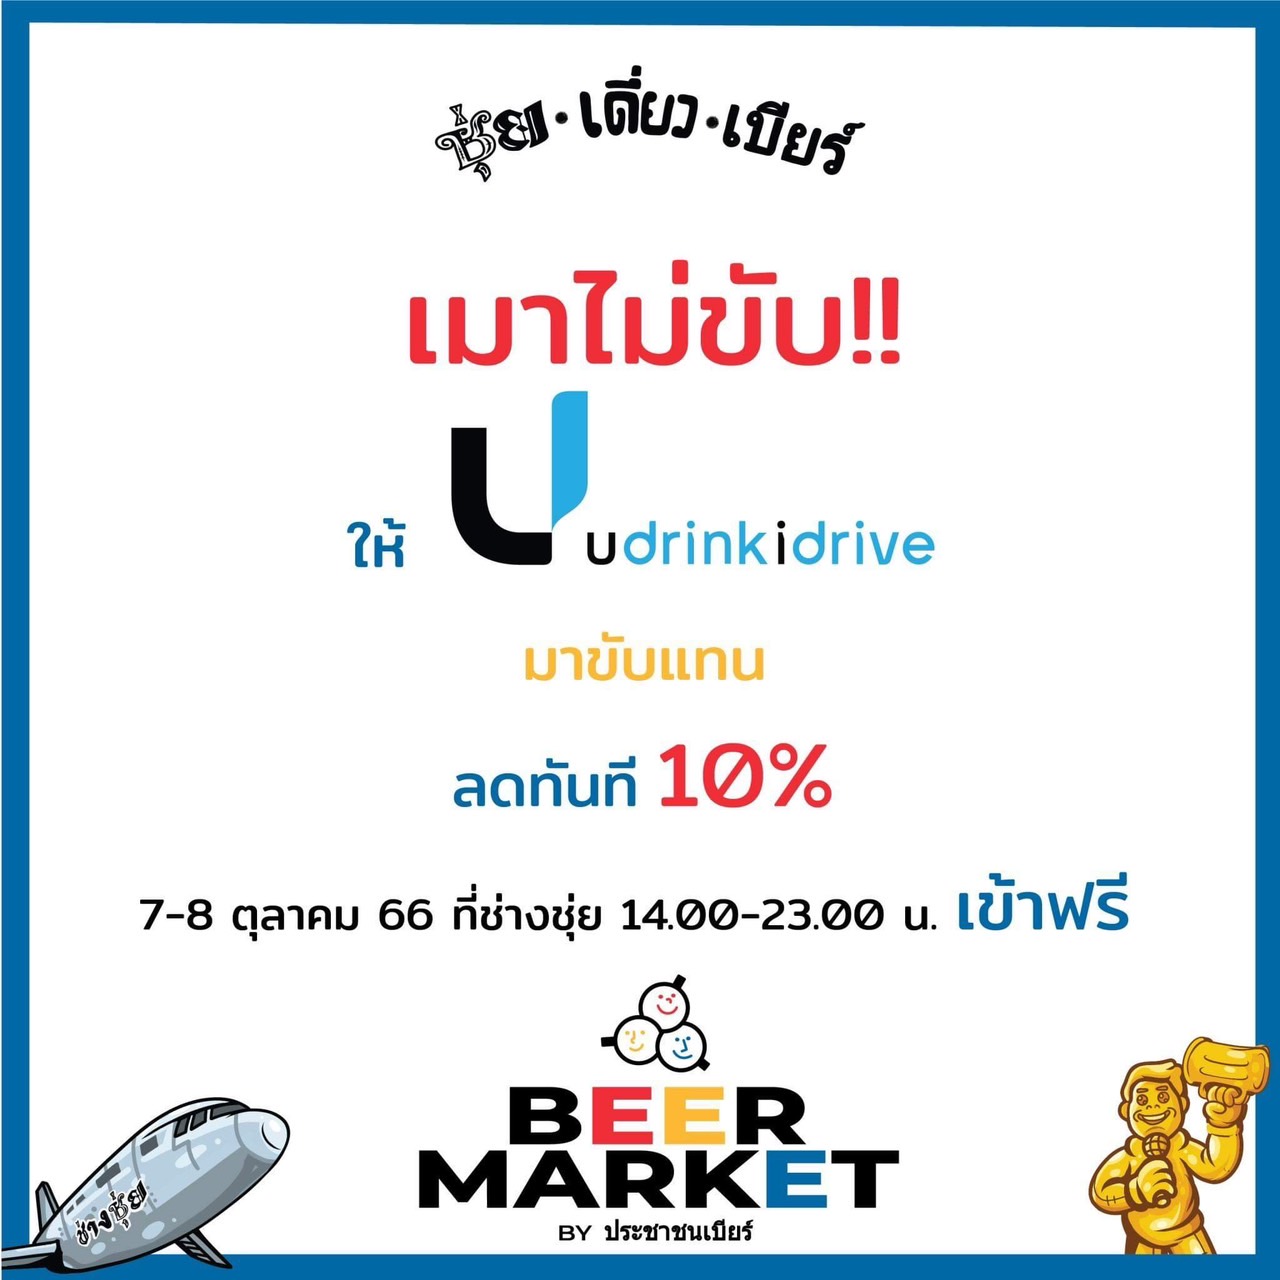 ชุ่ย • เดี่ยว • เบียร์
เมาไม่ขับ!!
ให้ U udrinkidrive
มาขับแทน
ลดทันที 10%
7-8 ตุลาคม 66 ที่ช่างชุ่ย 14.00-23.00 น. เข้าฟรี
BEER
MARKET
BY ประชาชนเบียร์
ช่างชุ่ย